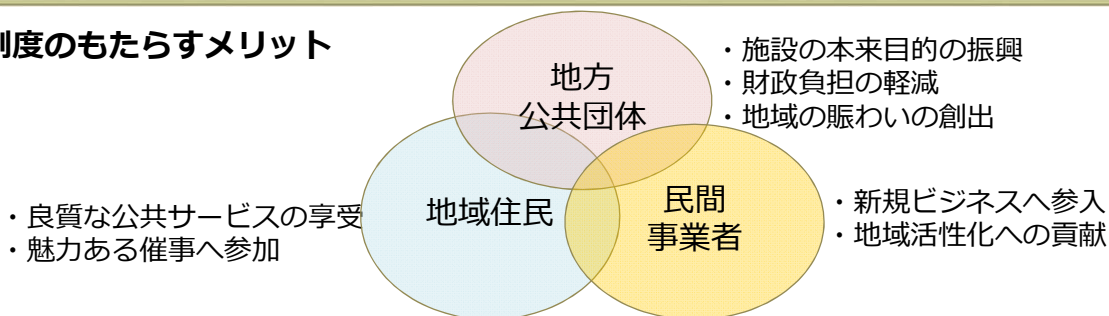 制度のもたらすメリット
地方
公共団体
・施設の本来目的の振興
・財政負担の軽減
・地域の賑わいの創出
・良質な公共サービスの享受
・魅力ある催事へ参加
地域住民
民間
事業者
・新規ビジネスへ参入
・地域活性化への貢献